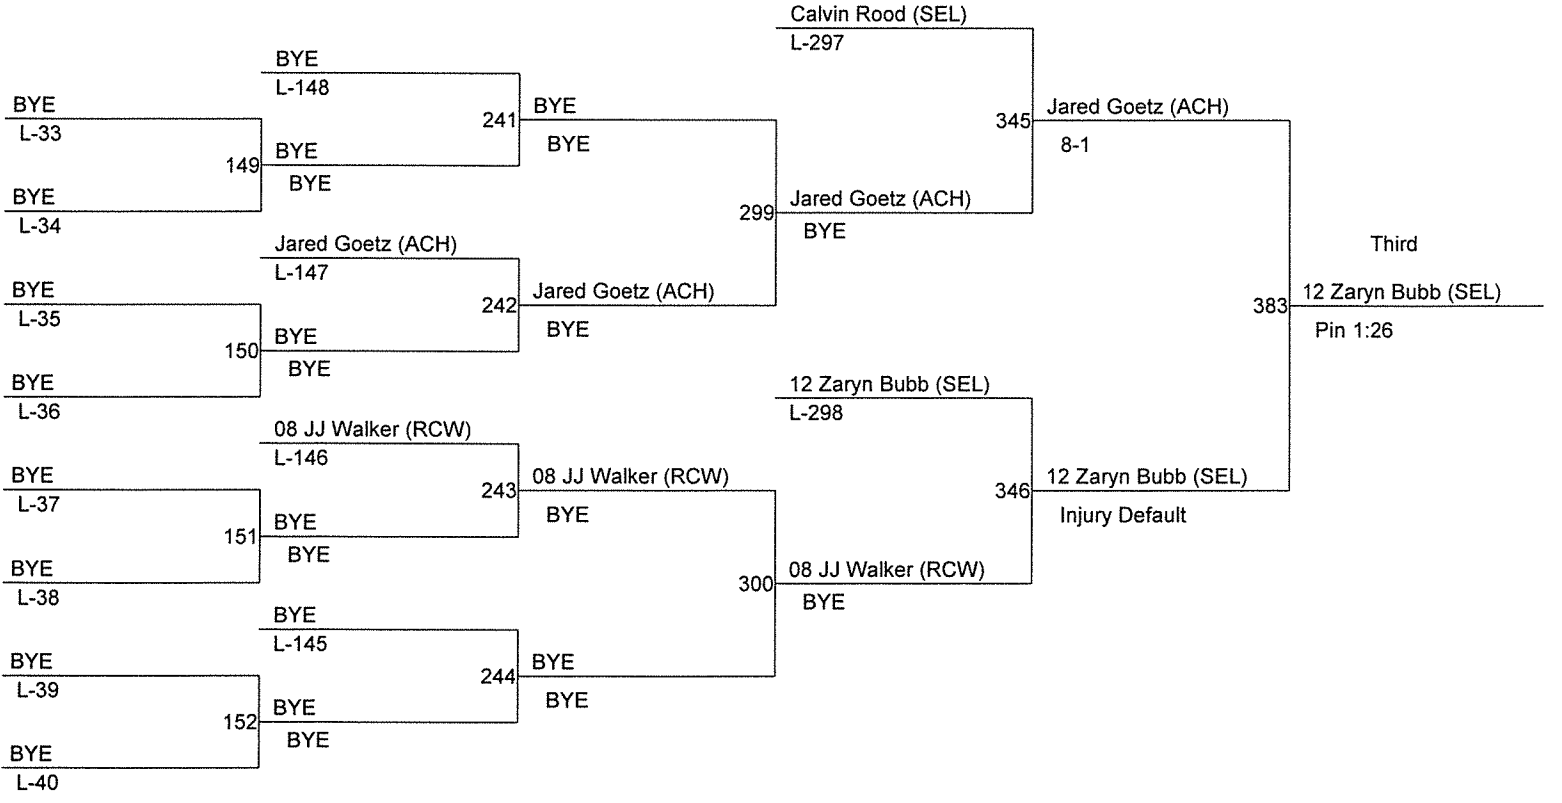 Calvin Rood (SEL)
L-297
BYE
L-148
BYE
L-33
241
BYE
BYE
345
Jared Goetz (ACH)
8-1
149
BYE
BYE
BYE
L-34
299
Jared Goetz (ACH)
BYE
Jared Goetz (ACH)
L-147
Third
BYE
L-35
242
Jared Goetz (ACH)
BYE
383
12 Zaryn Bubb (SEL)
Pin 1:26
150
BYE
BYE
BYE
L-36
12 Zaryn Bubb (SEL)
L-298
08 JJ Walker (RCW)
L-146
BYE
L-37
243
08 JJ Walker (RCW)
BYE
346
12 Zaryn Bubb (SEL)
Injury Default
151
BYE
BYE
BYE
L-38
300
08 JJ Walker (RCW)
BYE
BYE
L-145
BYE
L-39
244
BYE
BYE
152
BYE
BYE
BYE
L-40